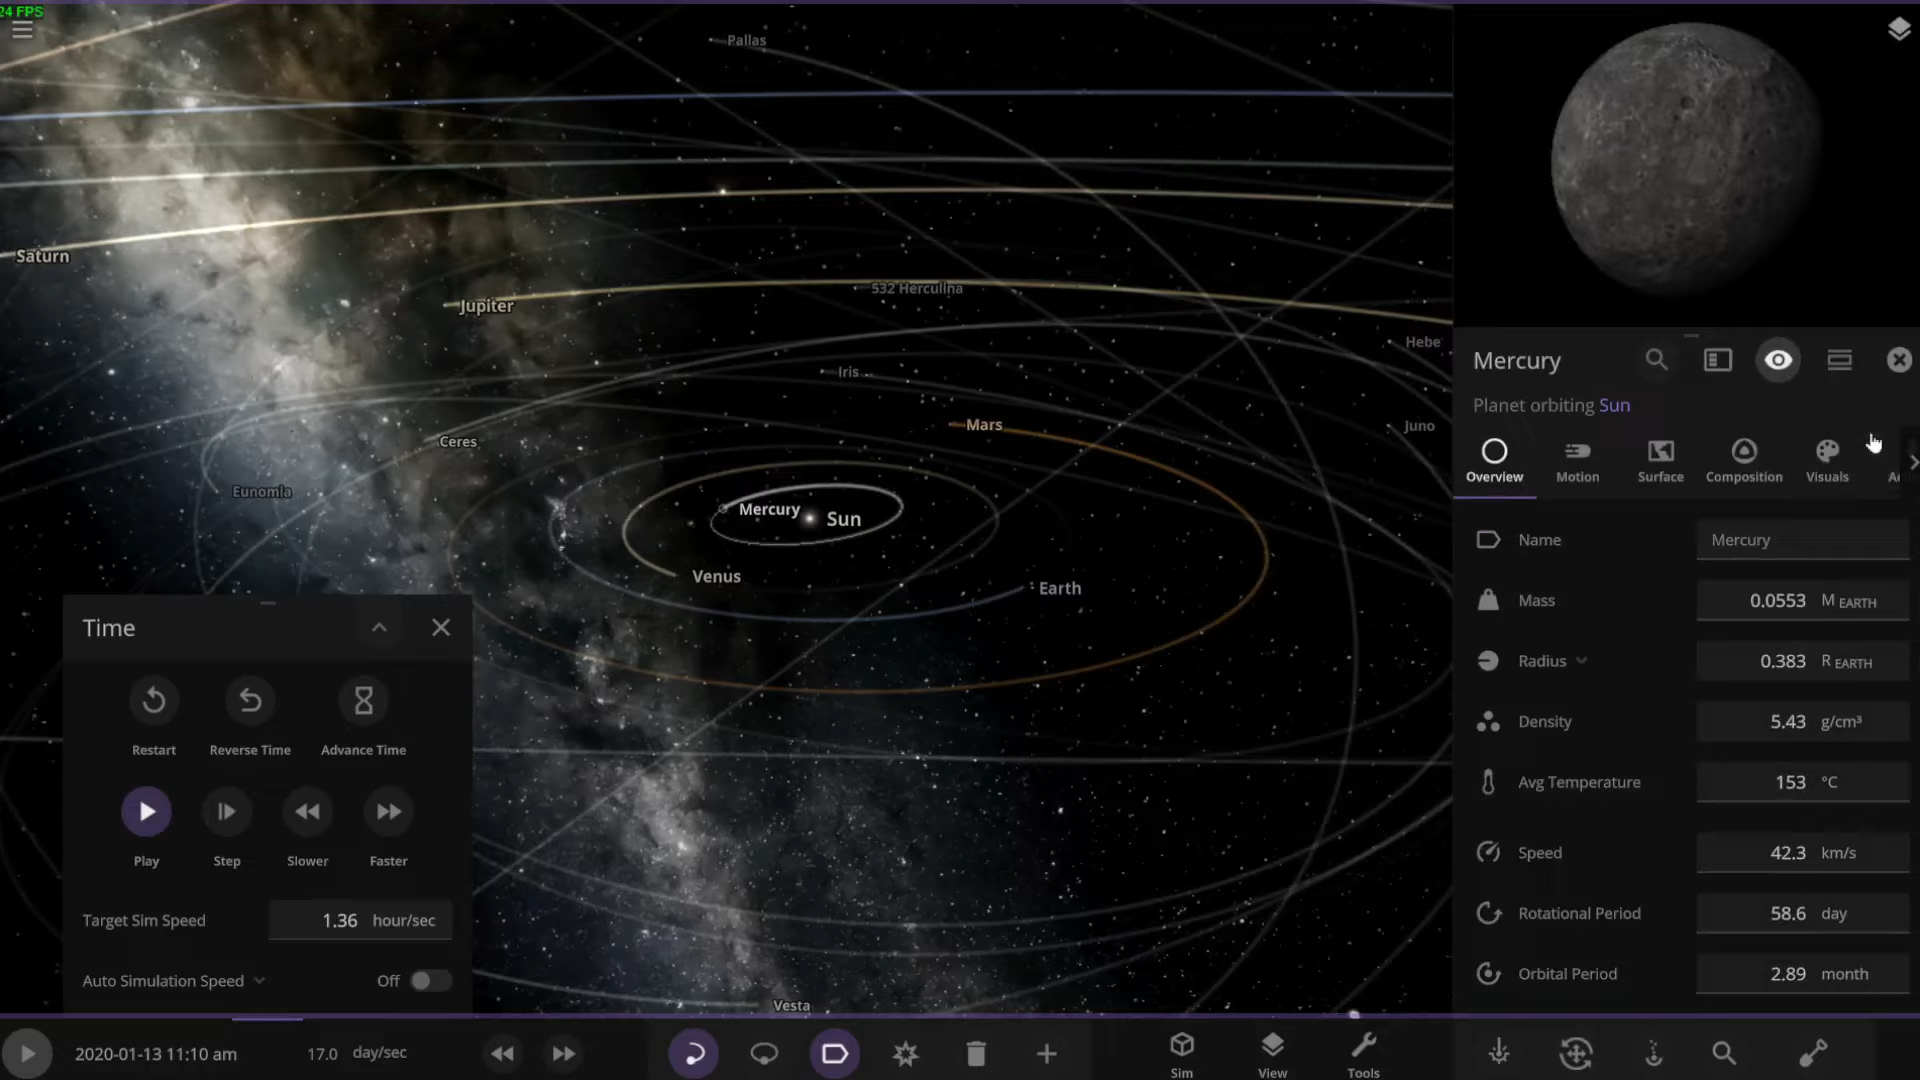 24 FPS
Pallas
Saturn
Jupiter
532 Herculina
Hebe
Iris
Mars
Juno
Ceres
Eunomia
Mercury
Sun
Venus
Earth
Vesta
Time
Restart
Reverse Time
Advance Time
Play
Step
Slower
Faster
Target Sim Speed 1.36 hour/sec
Auto Simulation Speed Off
Mercury
Planet orbiting Sun
Overview
Motion
Surface
Composition
Visuals
Name Mercury
Mass 0.0553 M EARTH
Radius 0.383 R EARTH
Density 5.43 g/cm³
Avg Temperature 153 °C
Speed 42.3 km/s
Rotational Period 58.6 day
Orbital Period 2.89 month
2020-01-13 11:10 am 17.0 day/sec
Sim
View
Tools